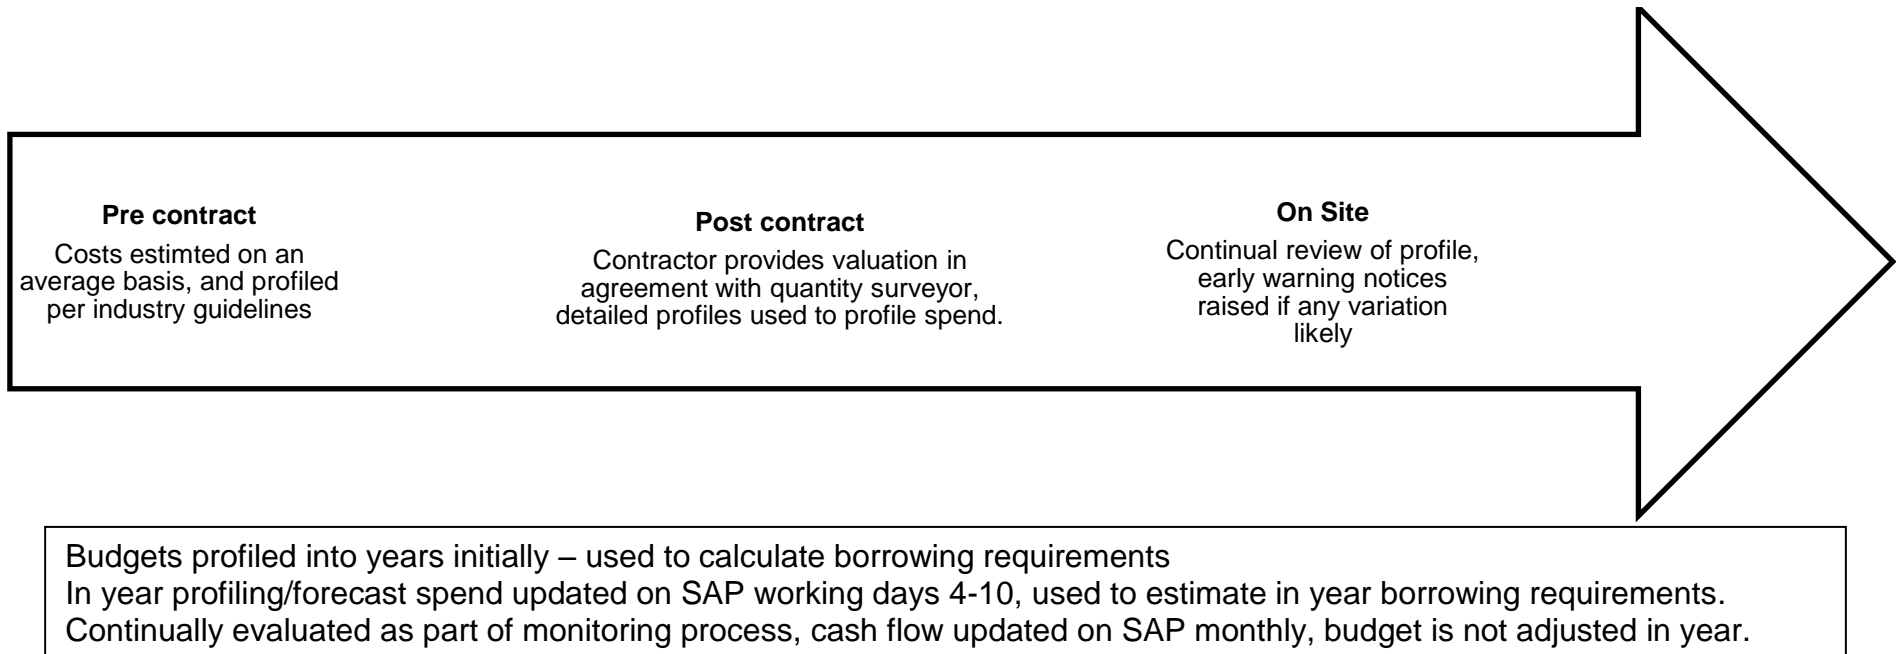 Pre contract
Costs estimted on an
average basis, and profiled
per industry guidelines
Post contract
Contractor provides valuation in
agreement with quantity surveyor,
detailed profiles used to profile spend.
On Site
Continual review of profile,
early warning notices
raised if any variation
likely
Budgets profiled into years initially – used to calculate borrowing requirements
In year profiling/forecast spend updated on SAP working days 4-10, used to estimate in year borrowing requirements.
Continually evaluated as part of monitoring process, cash flow updated on SAP monthly, budget is not adjusted in year.